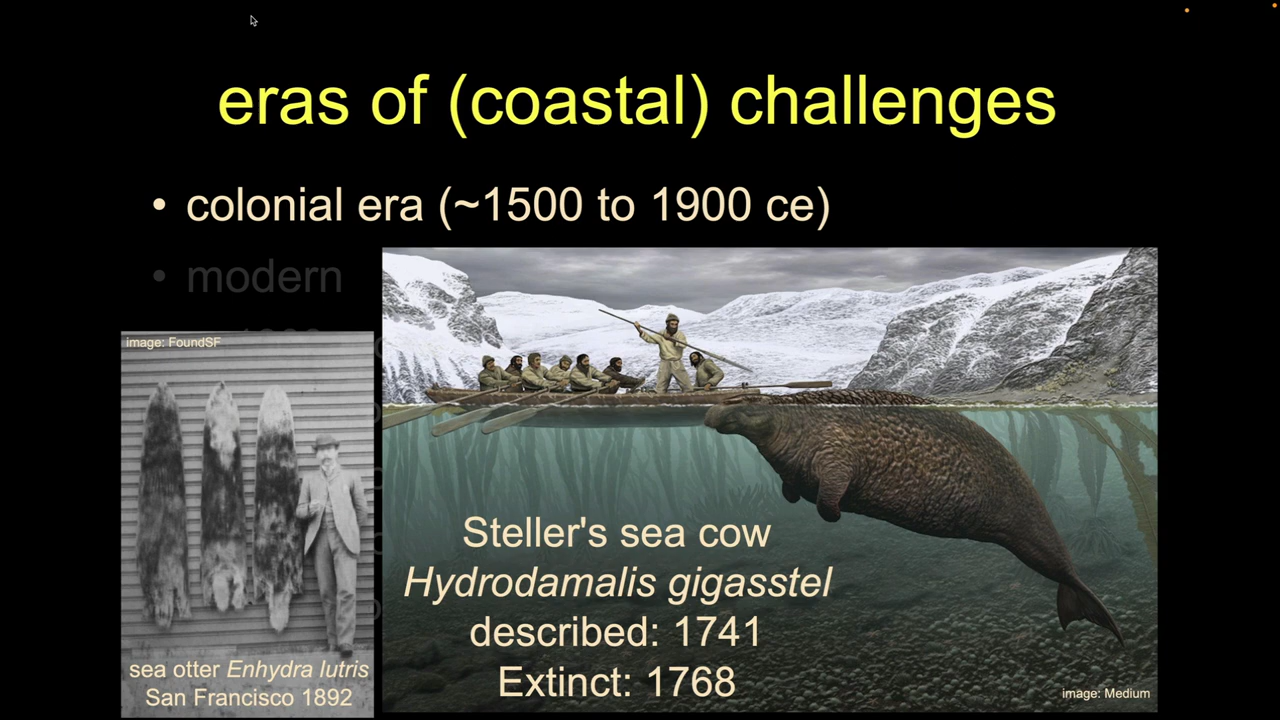 eras of (coastal) challenges
• colonial era (~1500 to 1900 ce)
• modern
image: FoundSF
sea otter Enhydra lutris
San Francisco 1892
Steller's sea cow
Hydrodamalis gigasstel
described: 1741
Extinct: 1768
image: Medium